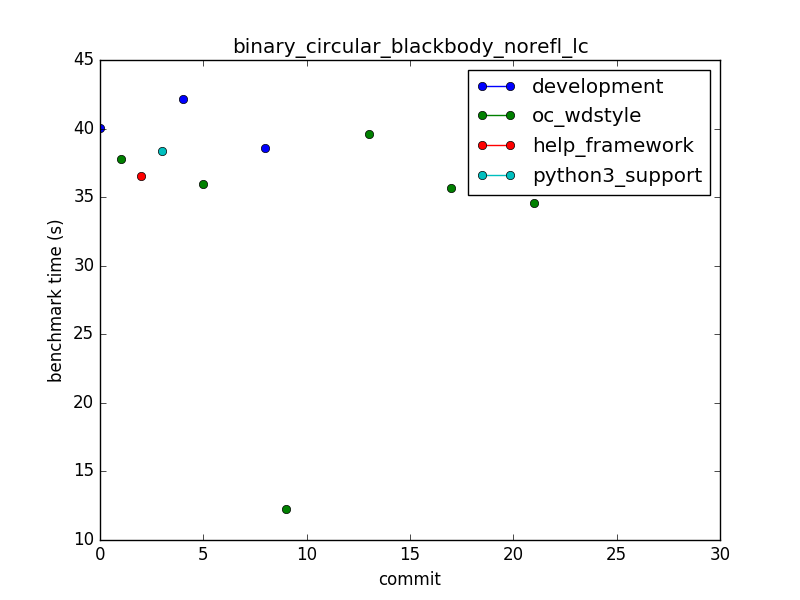 binary_circular_blackbody_norefl_lc
45
40
35
30
25
20
15
10
benchmark time (s)
development
oc_wdstyle
help_framework
python3_support
0 5 10 15 20 25 30
commit